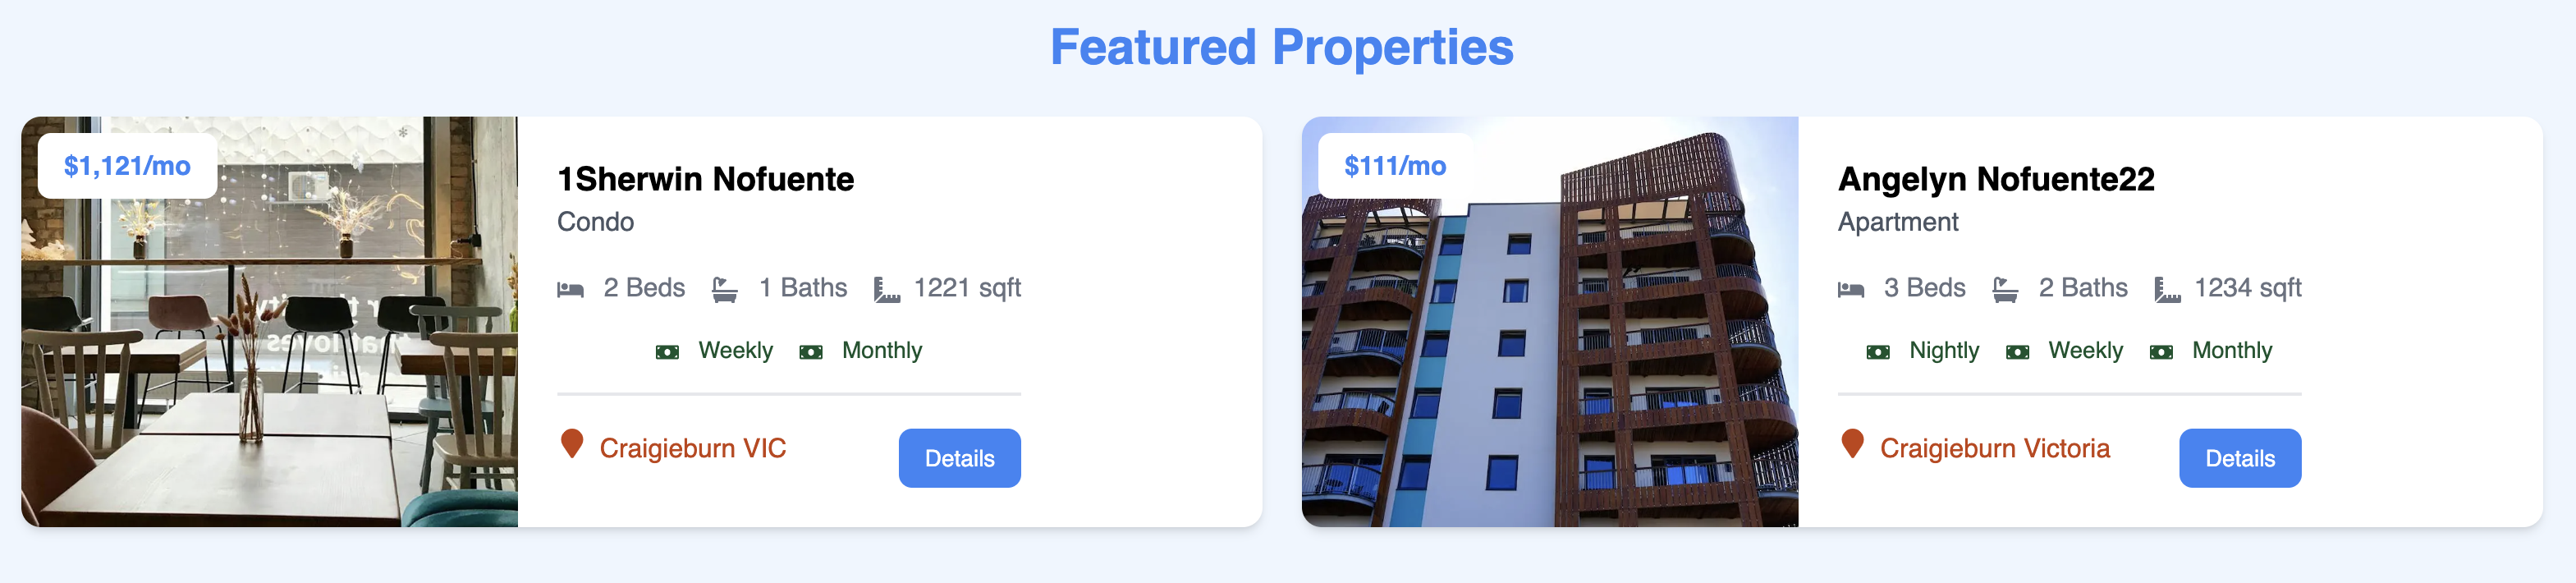 Featured Properties
$1,121/mo
1Sherwin Nofuente
Condo
2 Beds 1 Baths 1221 sqft
Weekly Monthly
Craigieburn VIC Details
$111/mo
Angelyn Nofuente22
Apartment
3 Beds 2 Baths 1234 sqft
Nightly Weekly Monthly
Craigieburn Victoria Details